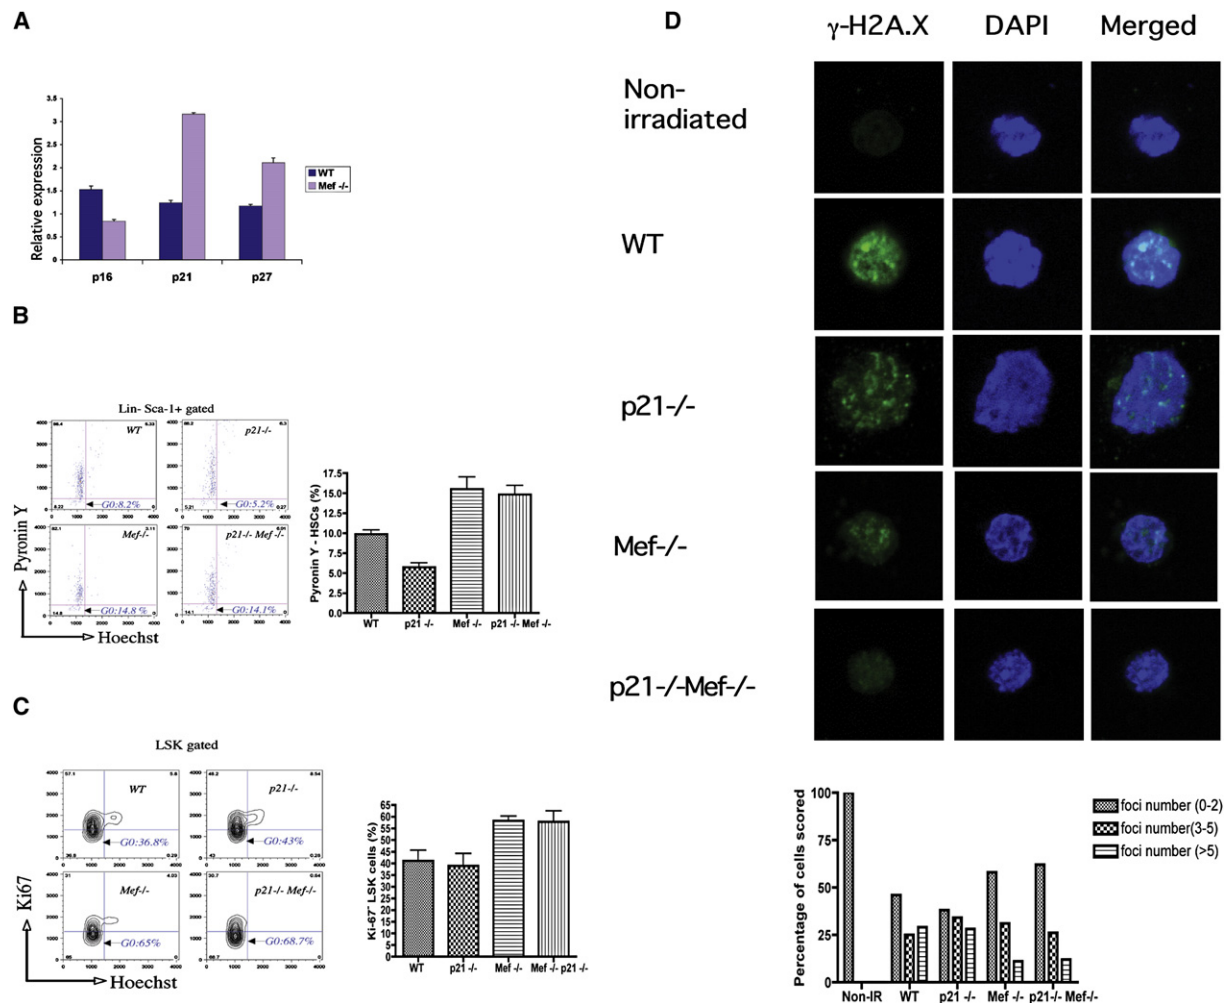 A
3.5
3
2.5
2
1.5
1
0.5
0
Relative expression
p16
p21
p27
WT
Mef -/-
B
Lin- Sca-1+ gated
WT
G0:8.2%
p21-/-
G0:5.2%
Mef-/-
G0:14.8 %
p21-/- Mef -/-
G0:14.1%
Pyronin Y
Hoechst
17.5
15.0
12.5
10.0
7.5
5.0
2.5
0.0
Pyronin Y - HSCs (%)
WT
p21 -/-
Mef -/-
p21 -/- Mef -/-
C
LSK gated
WT
G0:36.8%
p21-/-
G0:43%
Mef-/-
G0:65%
p21-/- Mef-/-
G0:68.7%
Ki67
Hoechst
65
60
55
50
45
40
35
30
25
20
15
10
5
0
Ki-67- LSK cells (%)
WT
p21 -/-
Mef -/-
Mef -/- p21 -/-
D
γ-H2A.X
DAPI
Merged
Non-
irradiated
WT
p21-/-
Mef-/-
p21-/-Mef-/-
100
75
50
25
0
Percentage of cells scored
Non-IR
WT
p21 -/-
Mef -/-
p21-/- Mef-/-
foci number (0-2)
foci number(3-5)
foci number (>5)